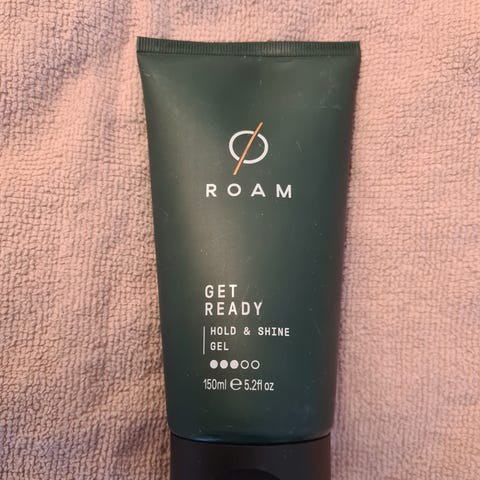 ROAM
GET
READY
HOLD & SHINE
GEL
150ml ℮ 5.2fl oz